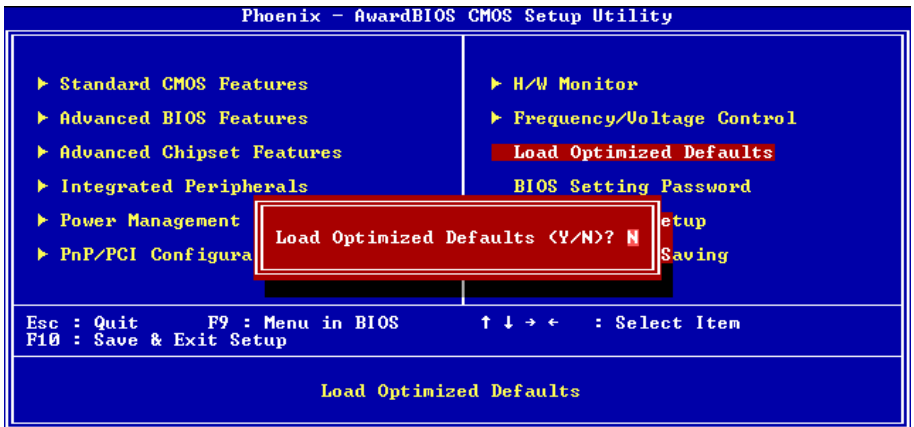 Phoenix - AwardBIOS CMOS Setup Utility
▶ Standard CMOS Features
▶ Advanced BIOS Features
▶ Advanced Chipset Features
▶ Integrated Peripherals
▶ Power Management
▶ PnP/PCI Configura
▶ H/W Monitor
▶ Frequency/Voltage Control
Load Optimized Defaults
BIOS Setting Password
etup
Saving
Load Optimized Defaults (Y/N)? N
Esc : Quit F9 : Menu in BIOS ↑ ↓ → ← : Select Item
F10 : Save & Exit Setup
Load Optimized Defaults